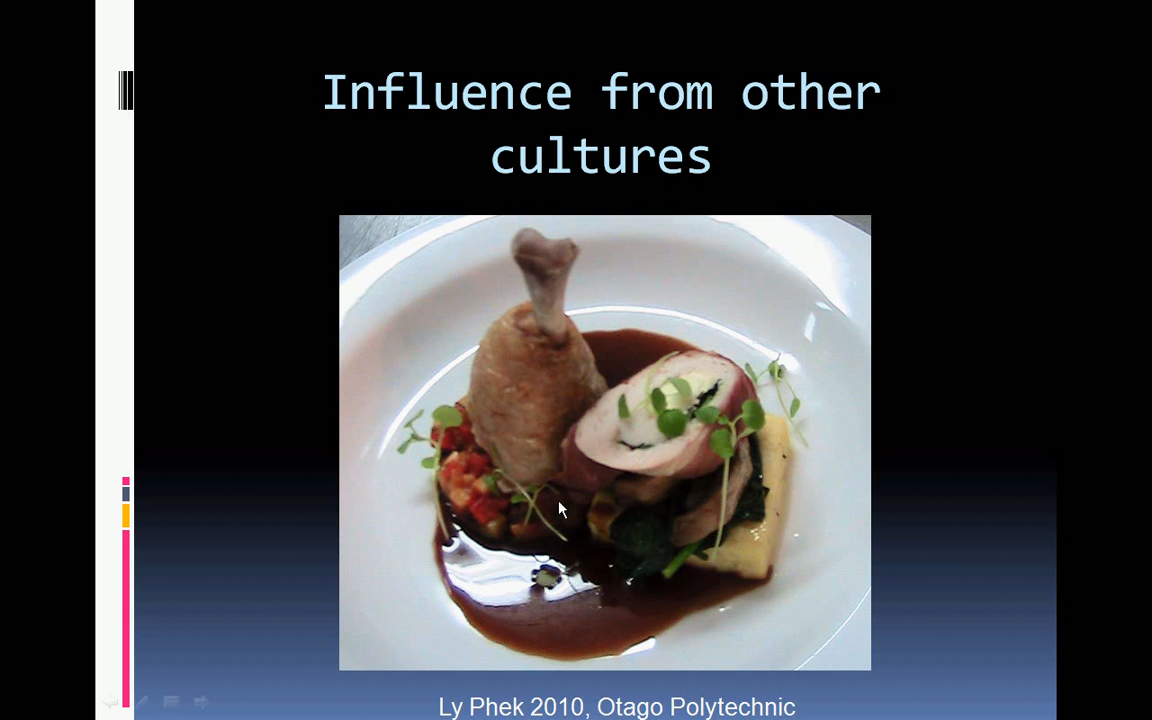 Influence from other
cultures
Ly Phek 2010, Otago Polytechnic